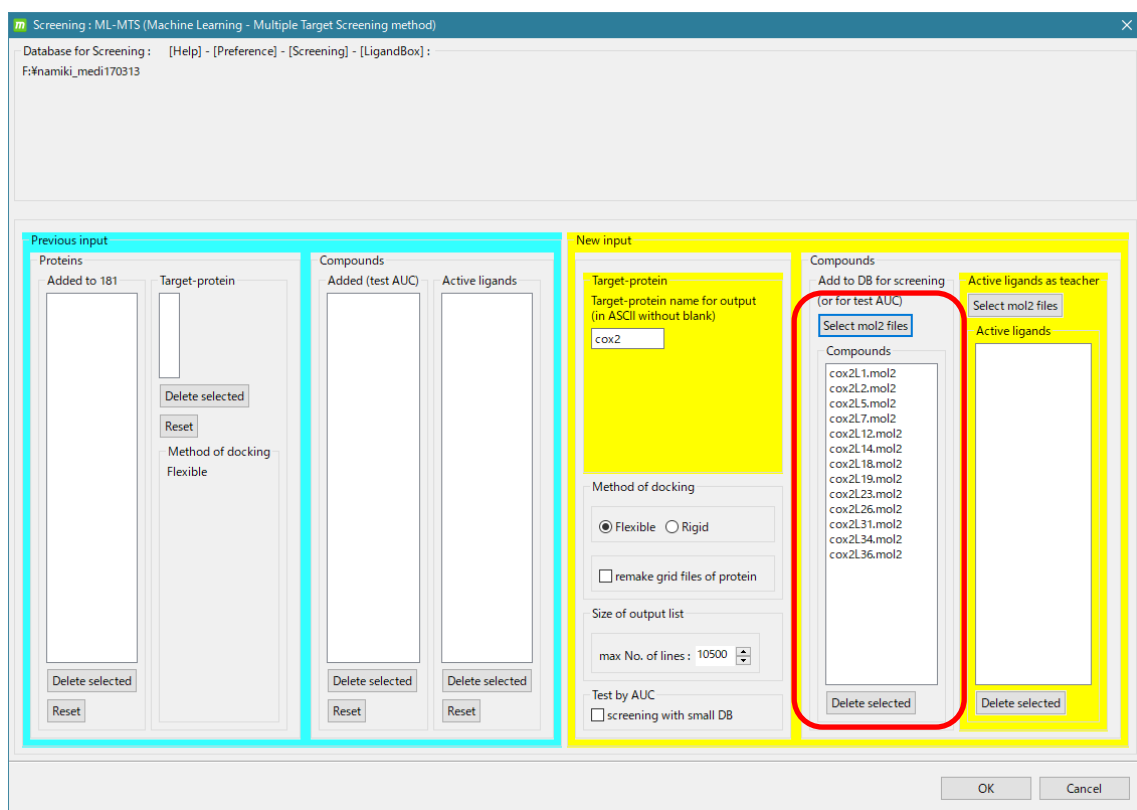 m Screening : ML-MTS (Machine Learning - Multiple Target Screening method)
Database for Screening : [Help] - [Preference] - [Screening] - [LigandBox] :
F:¥namiki_medi170313
Previous input
Proteins
Added to 181
Delete selected
Reset
Target-protein
Delete selected
Reset
Method of docking
Flexible
Compounds
Added (test AUC)
Delete selected
Reset
Active ligands
Delete selected
Reset
New input
Target-protein
Target-protein name for output
(in ASCII without blank)
cox2
Method of docking
Flexible Rigid
remake grid files of protein
Size of output list
max No. of lines : 10500
Test by AUC
screening with small DB
Compounds
Add to DB for screening
(or for test AUC)
Select mol2 files
Compounds
cox2L1.mol2
cox2L2.mol2
cox2L5.mol2
cox2L7.mol2
cox2L12.mol2
cox2L14.mol2
cox2L18.mol2
cox2L19.mol2
cox2L23.mol2
cox2L26.mol2
cox2L31.mol2
cox2L34.mol2
cox2L36.mol2
Delete selected
Active ligands as teacher
Select mol2 files
Active ligands
Delete selected
OK Cancel